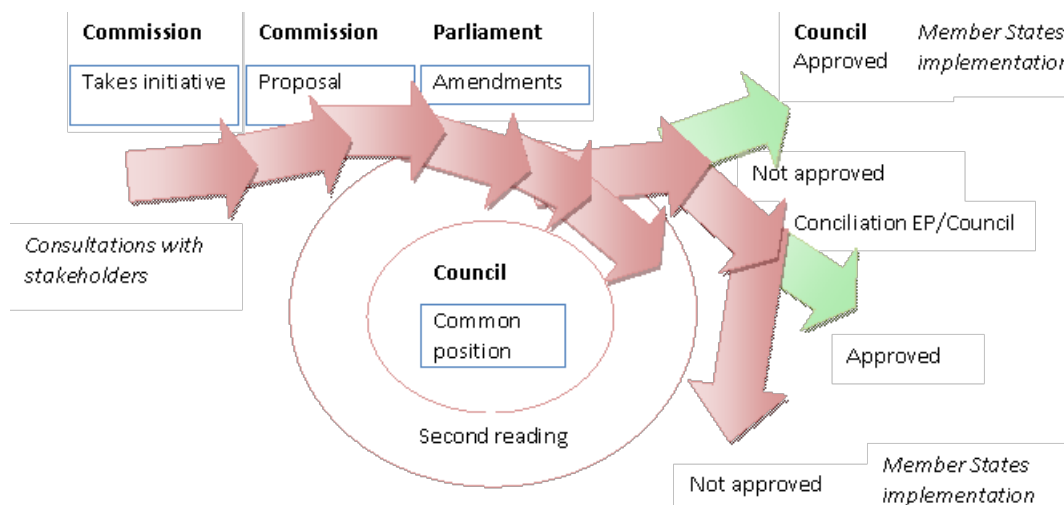 Commission
Takes initiative
Commission
Proposal
Parliament
Amendments
Council
Approved
Member States
implementation
Consultations with
stakeholders
Not approved
Conciliation EP/Council
Council
Common
position
Approved
Second reading
Not approved
Member States
implementation